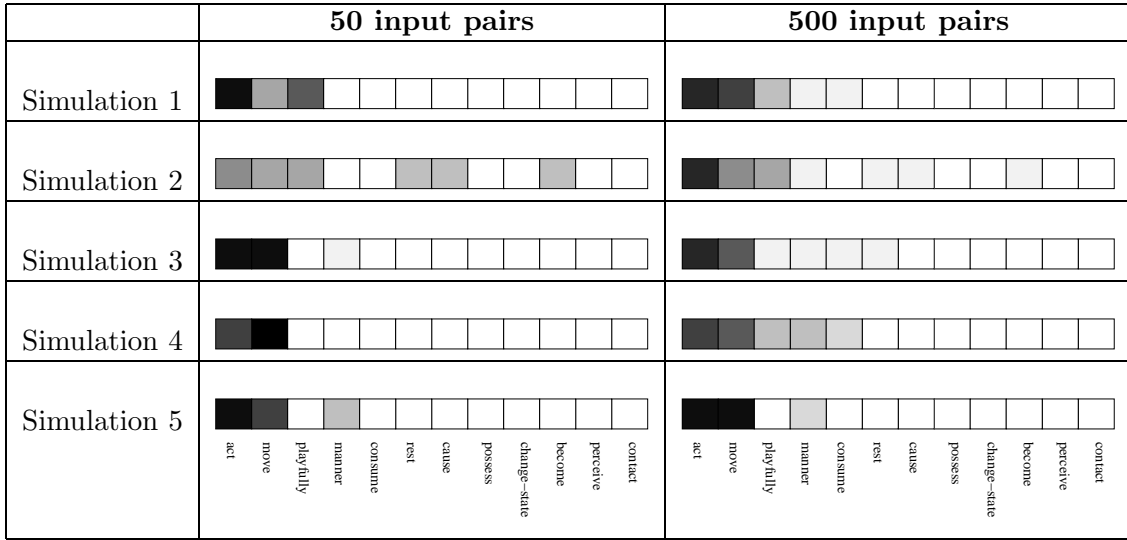 50 input pairs 500 input pairs
Simulation 1
Simulation 2
Simulation 3
Simulation 4
Simulation 5
act
move
playfully
manner
consume
rest
cause
possess
change−state
become
perceive
contact
act
move
playfully
manner
consume
rest
cause
possess
change−state
become
perceive
contact